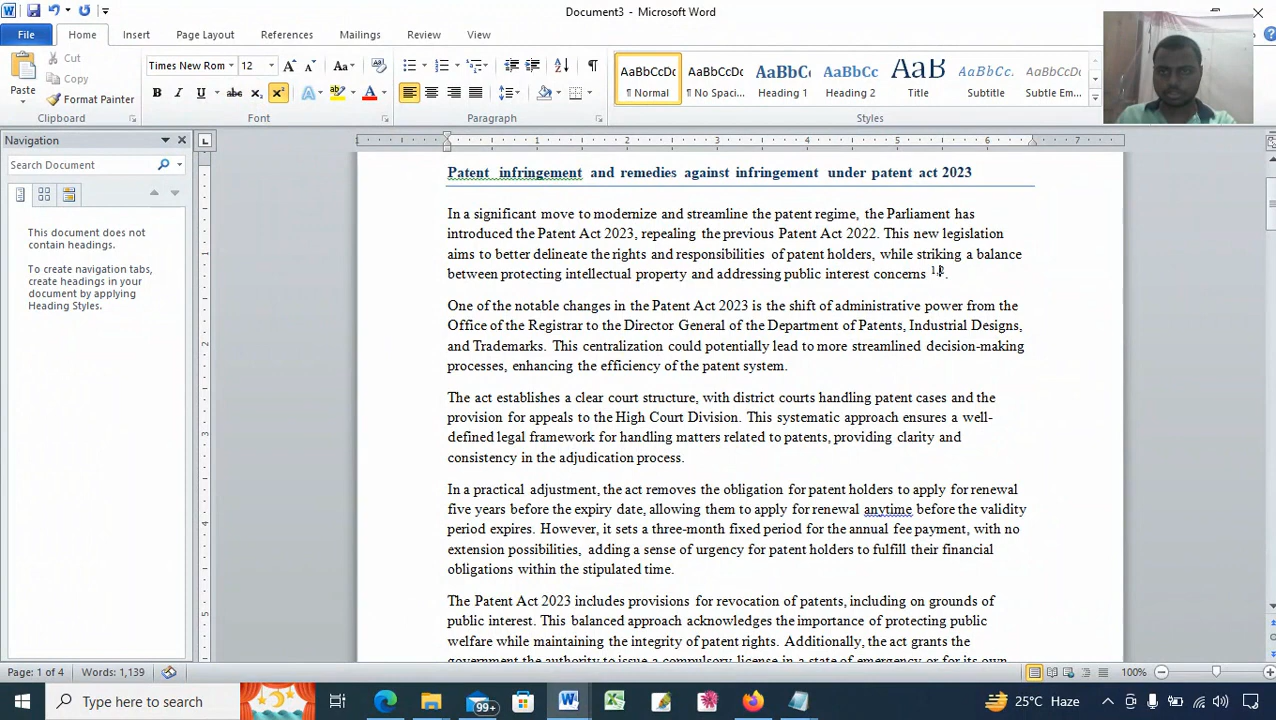 Document3 - Microsoft Word
File
Home
Insert
Page Layout
References
Mailings
Review
View
Paste
Cut
Copy
Format Painter
Clipboard
Times New Rom
12
Font
Paragraph
AaBbCcDc
¶ Normal
AaBbCcDc
¶ No Spaci...
AaBbC
Heading 1
AaBbCc
Heading 2
AaB
Title
AaBbCc.
Subtitle
AaBbCcDc
Subtle Em...
Styles
Navigation
Search Document
This document does not
contain headings.
To create navigation tabs,
create headings in your
document by applying
Heading Styles.
Patent infringement and remedies against infringement under patent act 2023
In a significant move to modernize and streamline the patent regime, the Parliament has
introduced the Patent Act 2023, repealing the previous Patent Act 2022. This new legislation
aims to better delineate the rights and responsibilities of patent holders, while striking a balance
between protecting intellectual property and addressing public interest concerns
One of the notable changes in the Patent Act 2023 is the shift of administrative power from the
Office of the Registrar to the Director General of the Department of Patents, Industrial Designs,
and Trademarks. This centralization could potentially lead to more streamlined decision-making
processes, enhancing the efficiency of the patent system.
The act establishes a clear court structure, with district courts handling patent cases and the
provision for appeals to the High Court Division. This systematic approach ensures a well-
defined legal framework for handling matters related to patents, providing clarity and
consistency in the adjudication process.
In a practical adjustment, the act removes the obligation for patent holders to apply for renewal
five years before the expiry date, allowing them to apply for renewal anytime before the validity
period expires. However, it sets a three-month fixed period for the annual fee payment, with no
extension possibilities, adding a sense of urgency for patent holders to fulfill their financial
obligations within the stipulated time.
The Patent Act 2023 includes provisions for revocation of patents, including on grounds of
public interest. This balanced approach acknowledges the importance of protecting public
welfare while maintaining the integrity of patent rights. Additionally, the act grants the
government the authority to issue a compulsory license in a state of emergency or for its own
Page: 1 of 4
Words: 1,139
100%
Type here to search
99+
25°C Haze